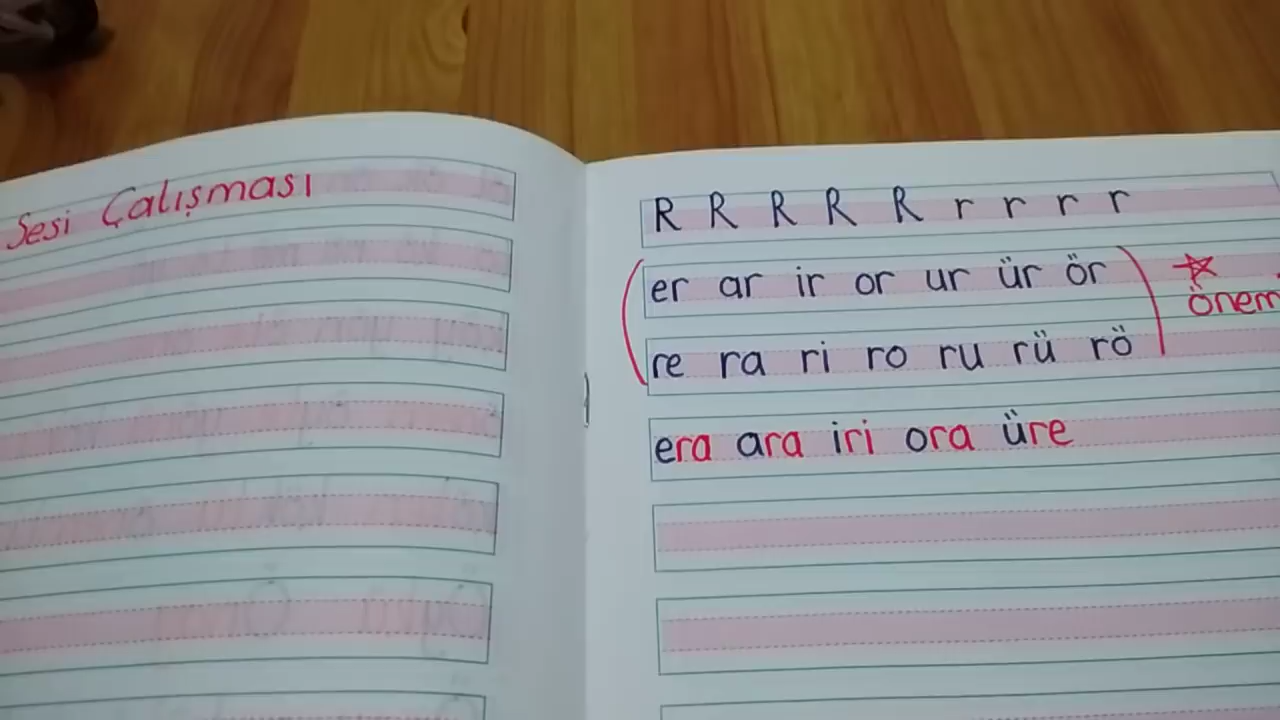 Sesi Çalışması
R R R R R r r r r
er ar ir or ur ür ör
re ra ri ro ru rü rö
era ara iri ora üre